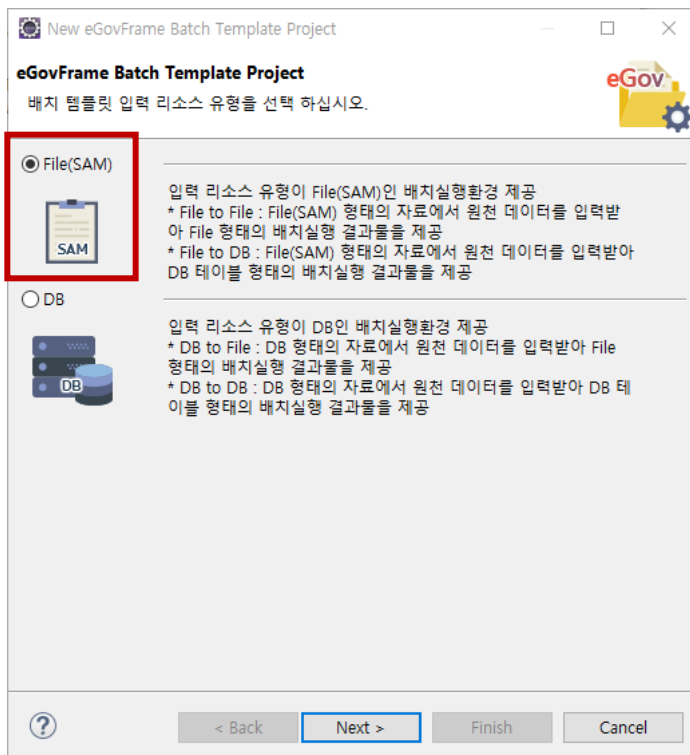 New eGovFrame Batch Template Project
eGovFrame Batch Template Project
배치 템플릿 입력 리소스 유형을 선택 하십시오.
eGov
File(SAM)
SAM
입력 리소스 유형이 File(SAM)인 배치실행환경 제공
* File to File : File(SAM) 형태의 자료에서 원천 데이터를 입력받
아 File 형태의 배치실행 결과물을 제공
* File to DB : File(SAM) 형태의 자료에서 원천 데이터를 입력받아
DB 테이블 형태의 배치실행 결과물을 제공
DB
DB
입력 리소스 유형이 DB인 배치실행환경 제공
* DB to File : DB 형태의 자료에서 원천 데이터를 입력받아 File
형태의 배치실행 결과물을 제공
* DB to DB : DB 형태의 자료에서 원천 데이터를 입력받아 DB 테
이블 형태의 배치실행 결과물을 제공
?
< Back
Next >
Finish
Cancel